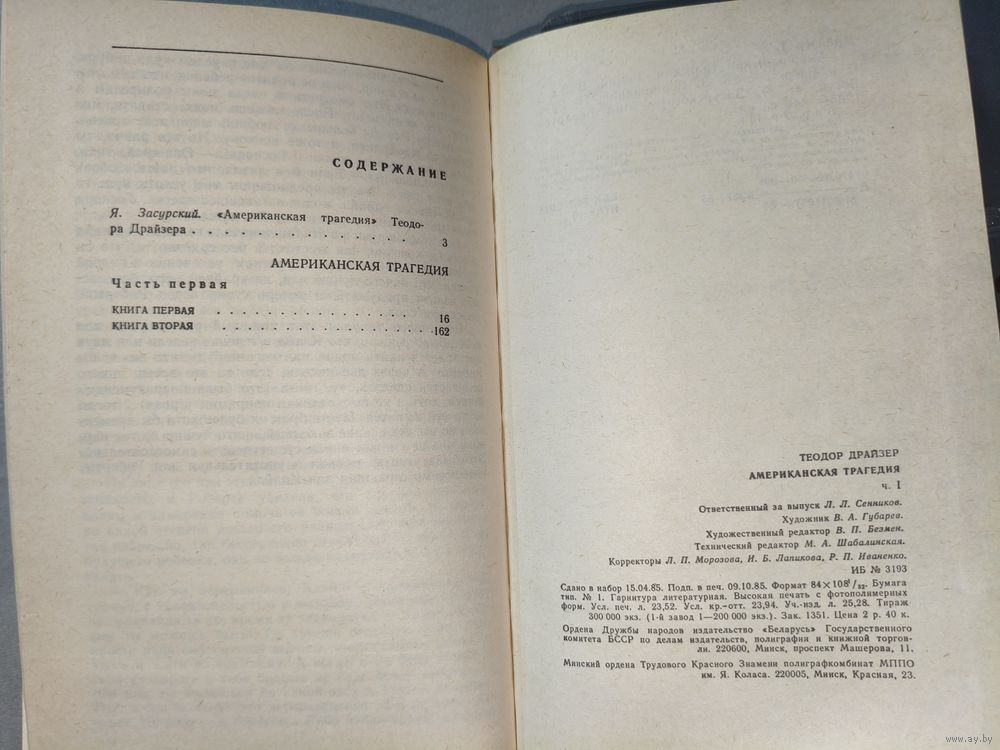 СОДЕРЖАНИЕ
Я. Засурский. «Американская трагедия» Теодо-
ра Драйзера . . . . . . . . . . . . . . 3
АМЕРИКАНСКАЯ ТРАГЕДИЯ
Часть первая
КНИГА ПЕРВАЯ . . . . . . . . . . . . 16
КНИГА ВТОРАЯ . . . . . . . . . . . . 162
ТЕОДОР ДРАЙЗЕР
АМЕРИКАНСКАЯ ТРАГЕДИЯ
ч. I
Ответственный за выпуск Л. Л. Сенников.
Художник В. А. Губарев.
Художественный редактор В. П. Безмен.
Технический редактор М. А. Шабалинская.
Корректоры Л. П. Морозова, И. Б. Лапикова, Р. П. Иваненко.
ИБ № 3193
Сдано в набор 15.04.85. Подп. в печ. 09.10.85. Формат 84×108¹/₃₂. Бумага
тип. № 1. Гарнитура литературная. Высокая печать с фотополимерных
форм. Усл. печ. л. 23,52. Усл. кр.-отт. 23,94. Уч.-изд. л. 25,28. Тираж
300 000 экз. (1-й завод 1—200 000 экз.). Зак. 1351. Цена 2 р. 40 к.
Ордена Дружбы народов издательство «Беларусь» Государственного
комитета БССР по делам издательств, полиграфии и книжной торгов-
ли. 220600, Минск, проспект Машерова, 11.
Минский ордена Трудового Красного Знамени полиграфкомбинат МППО
им. Я. Коласа. 220005, Минск, Красная, 23.
www.ay.by